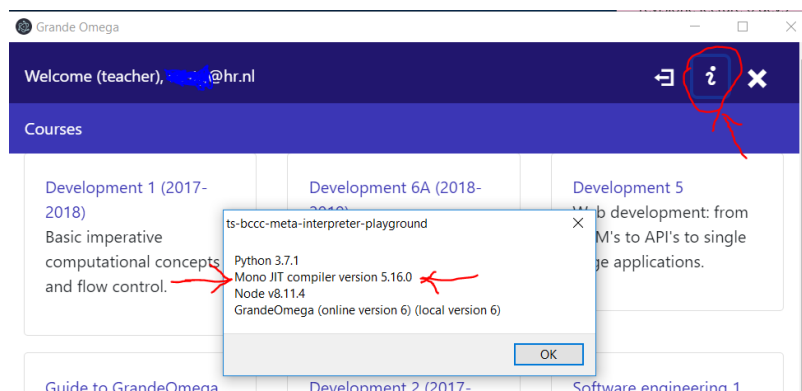 Grande Omega
Welcome (teacher), @hr.nl
Courses
Development 1 (2017-
2018)
Basic imperative
computational concepts
and flow control.
Development 6A (2018-
Development 5
b development: from
M's to API's to single
ge applications.
ts-bccc-meta-interpreter-playground
Python 3.7.1
Mono JIT compiler version 5.16.0
Node v8.11.4
GrandeOmega (online version 6) (local version 6)
OK
Guide to GrandeOmega
Development 2 (2017-
Software engineering 1